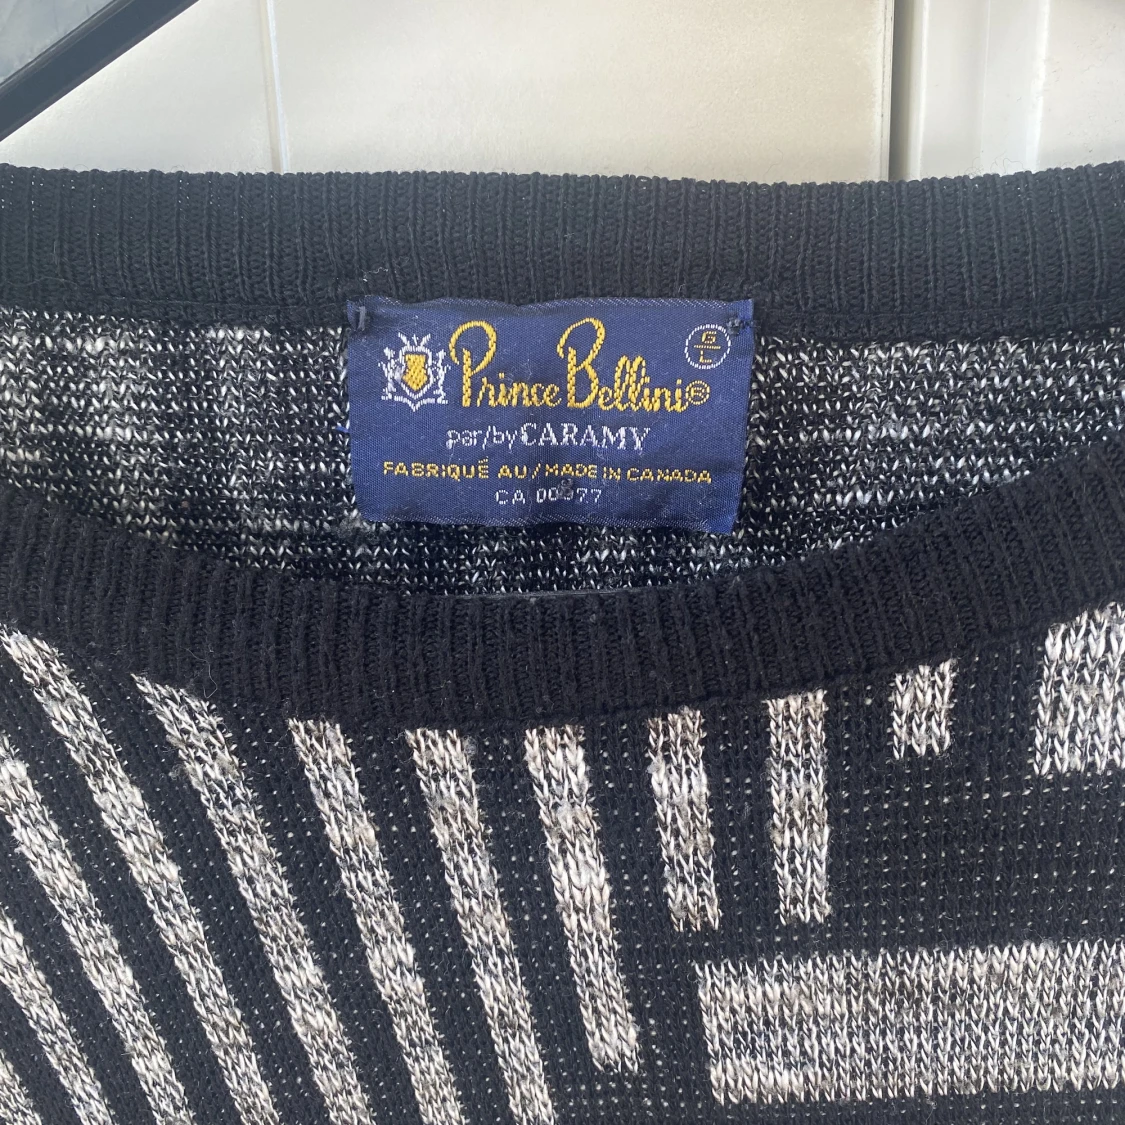 Prince Bellini®
G
L
par/by CARAMY
FABRIQUÉ AU/MADE IN CANADA